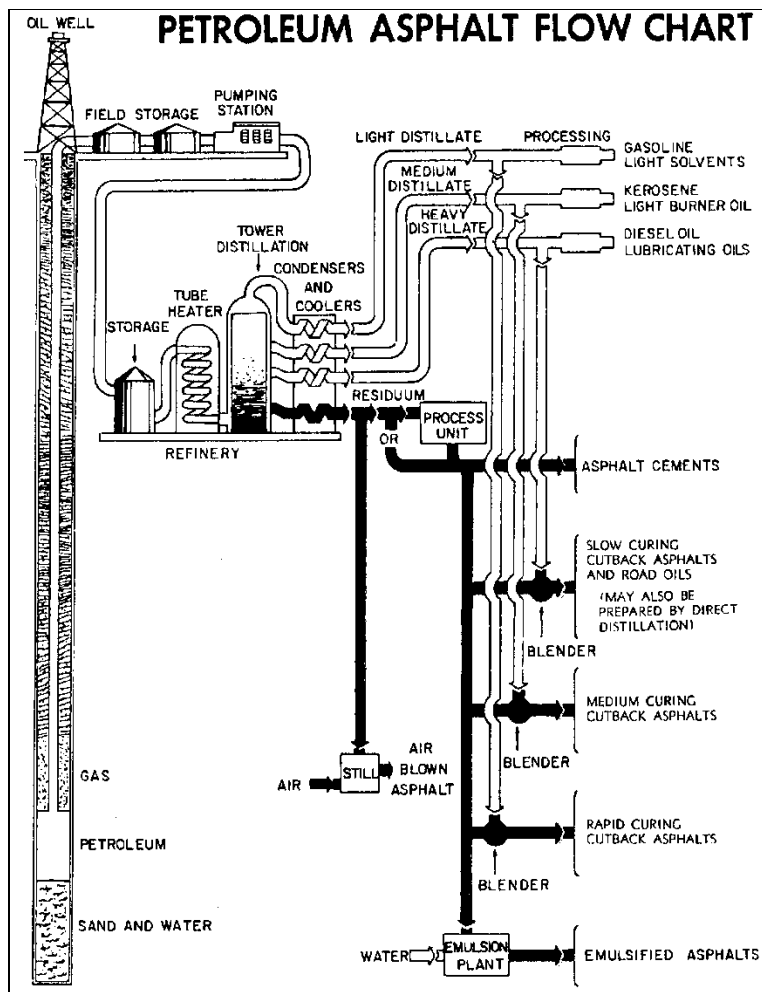 OIL WELL
PETROLEUM ASPHALT FLOW CHART
FIELD STORAGE
PUMPING
STATION
LIGHT DISTILLATE
PROCESSING
GASOLINE
LIGHT SOLVENTS
MEDIUM
DISTILLATE
KEROSENE
LIGHT BURNER OIL
HEAVY
DISTILLATE
DIESEL OIL
LUBRICATING OILS
TOWER
DISTILLATION
CONDENSERS
AND
COOLERS
TUBE
HEATER
STORAGE
RESIDUUM
PROCESS
UNIT
OR
REFINERY
ASPHALT CEMENTS
SLOW CURING
CUTBACK ASPHALTS
AND ROAD OILS
(MAY ALSO BE
PREPARED BY DIRECT
DISTILLATION)
BLENDER
MEDIUM CURING
CUTBACK ASPHALTS
BLENDER
GAS
AIR
STILL
AIR
BLOWN
ASPHALT
PETROLEUM
RAPID CURING
CUTBACK ASPHALTS
BLENDER
SAND AND WATER
WATER
EMULSION
PLANT
EMULSIFIED ASPHALTS